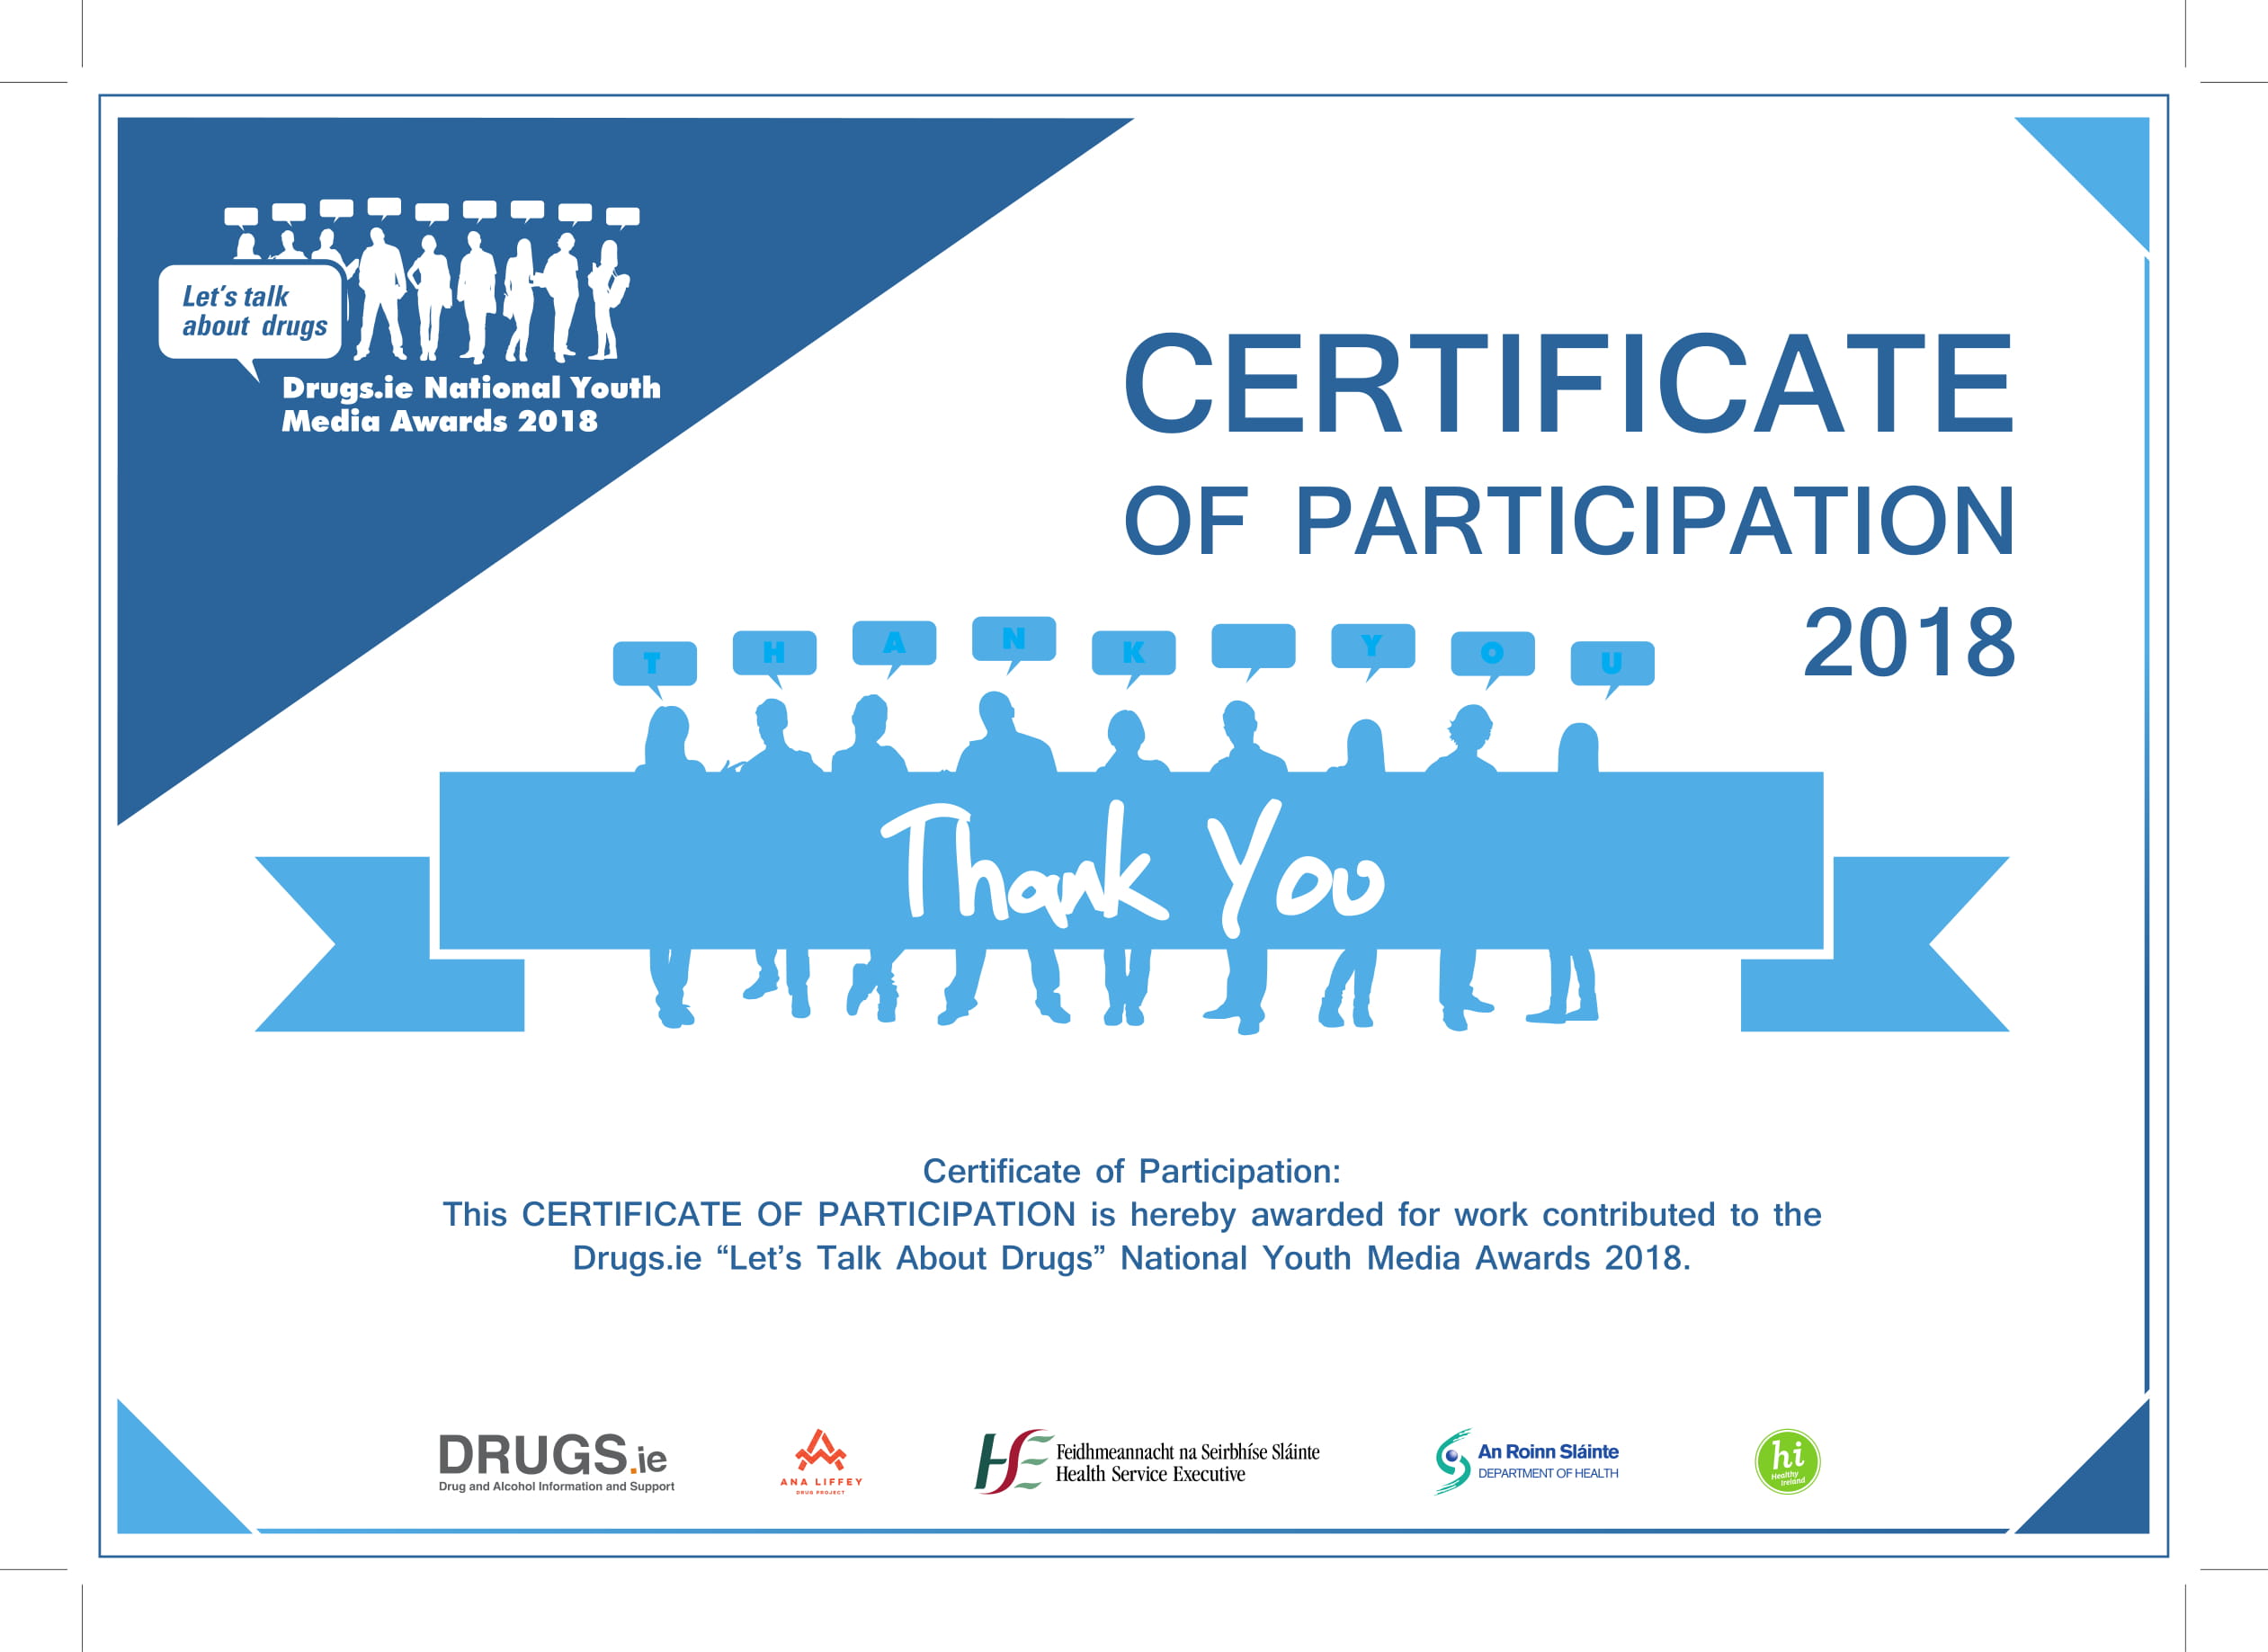 Let's talk
about drugs
Drugs.ie National Youth
Media Awards 2018
CERTIFICATE
OF PARTICIPATION
2018
T H A N K Y O U
Thank You
Certificate of Participation:
This CERTIFICATE OF PARTICIPATION is hereby awarded for work contributed to the
Drugs.ie “Let’s Talk About Drugs” National Youth Media Awards 2018.
DRUGS.ie
Drug and Alcohol Information and Support
ANA LIFFEY
DRUG PROJECT
Feidhmeannacht na Seirbhíse Sláinte
Health Service Executive
An Roinn Sláinte
DEPARTMENT OF HEALTH
hi
Healthy
Ireland